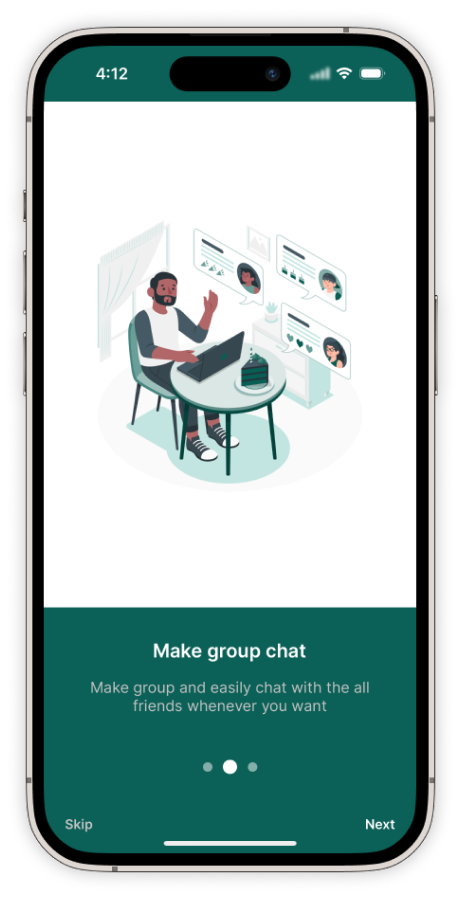 4:12
Make group chat
Make group and easily chat with the all
friends whenever you want
Skip
Next